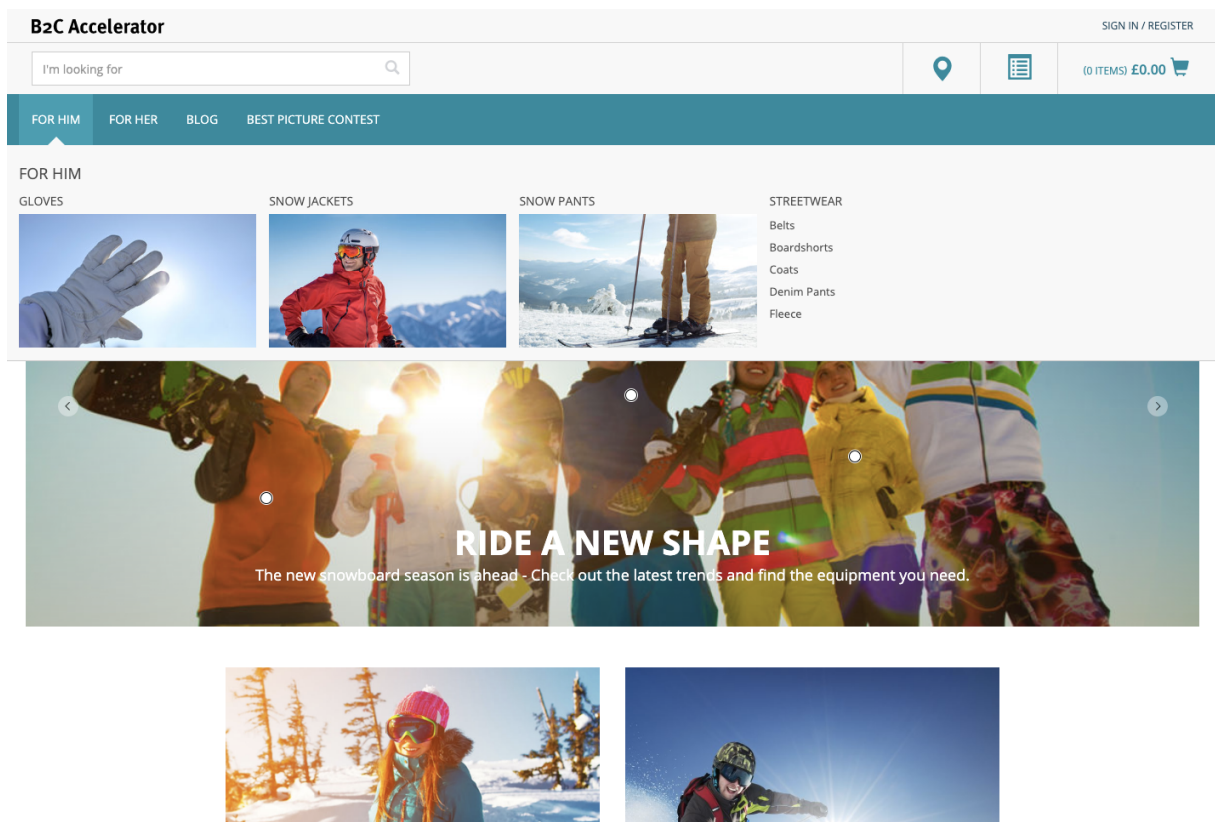 B2C Accelerator
SIGN IN / REGISTER
I'm looking for
(0 ITEMS) £0.00
FOR HIM
FOR HER
BLOG
BEST PICTURE CONTEST
FOR HIM
GLOVES
SNOW JACKETS
SNOW PANTS
STREETWEAR
Belts
Boardshorts
Coats
Denim Pants
Fleece
RIDE A NEW SHAPE
The new snowboard season is ahead - Check out the latest trends and find the equipment you need.